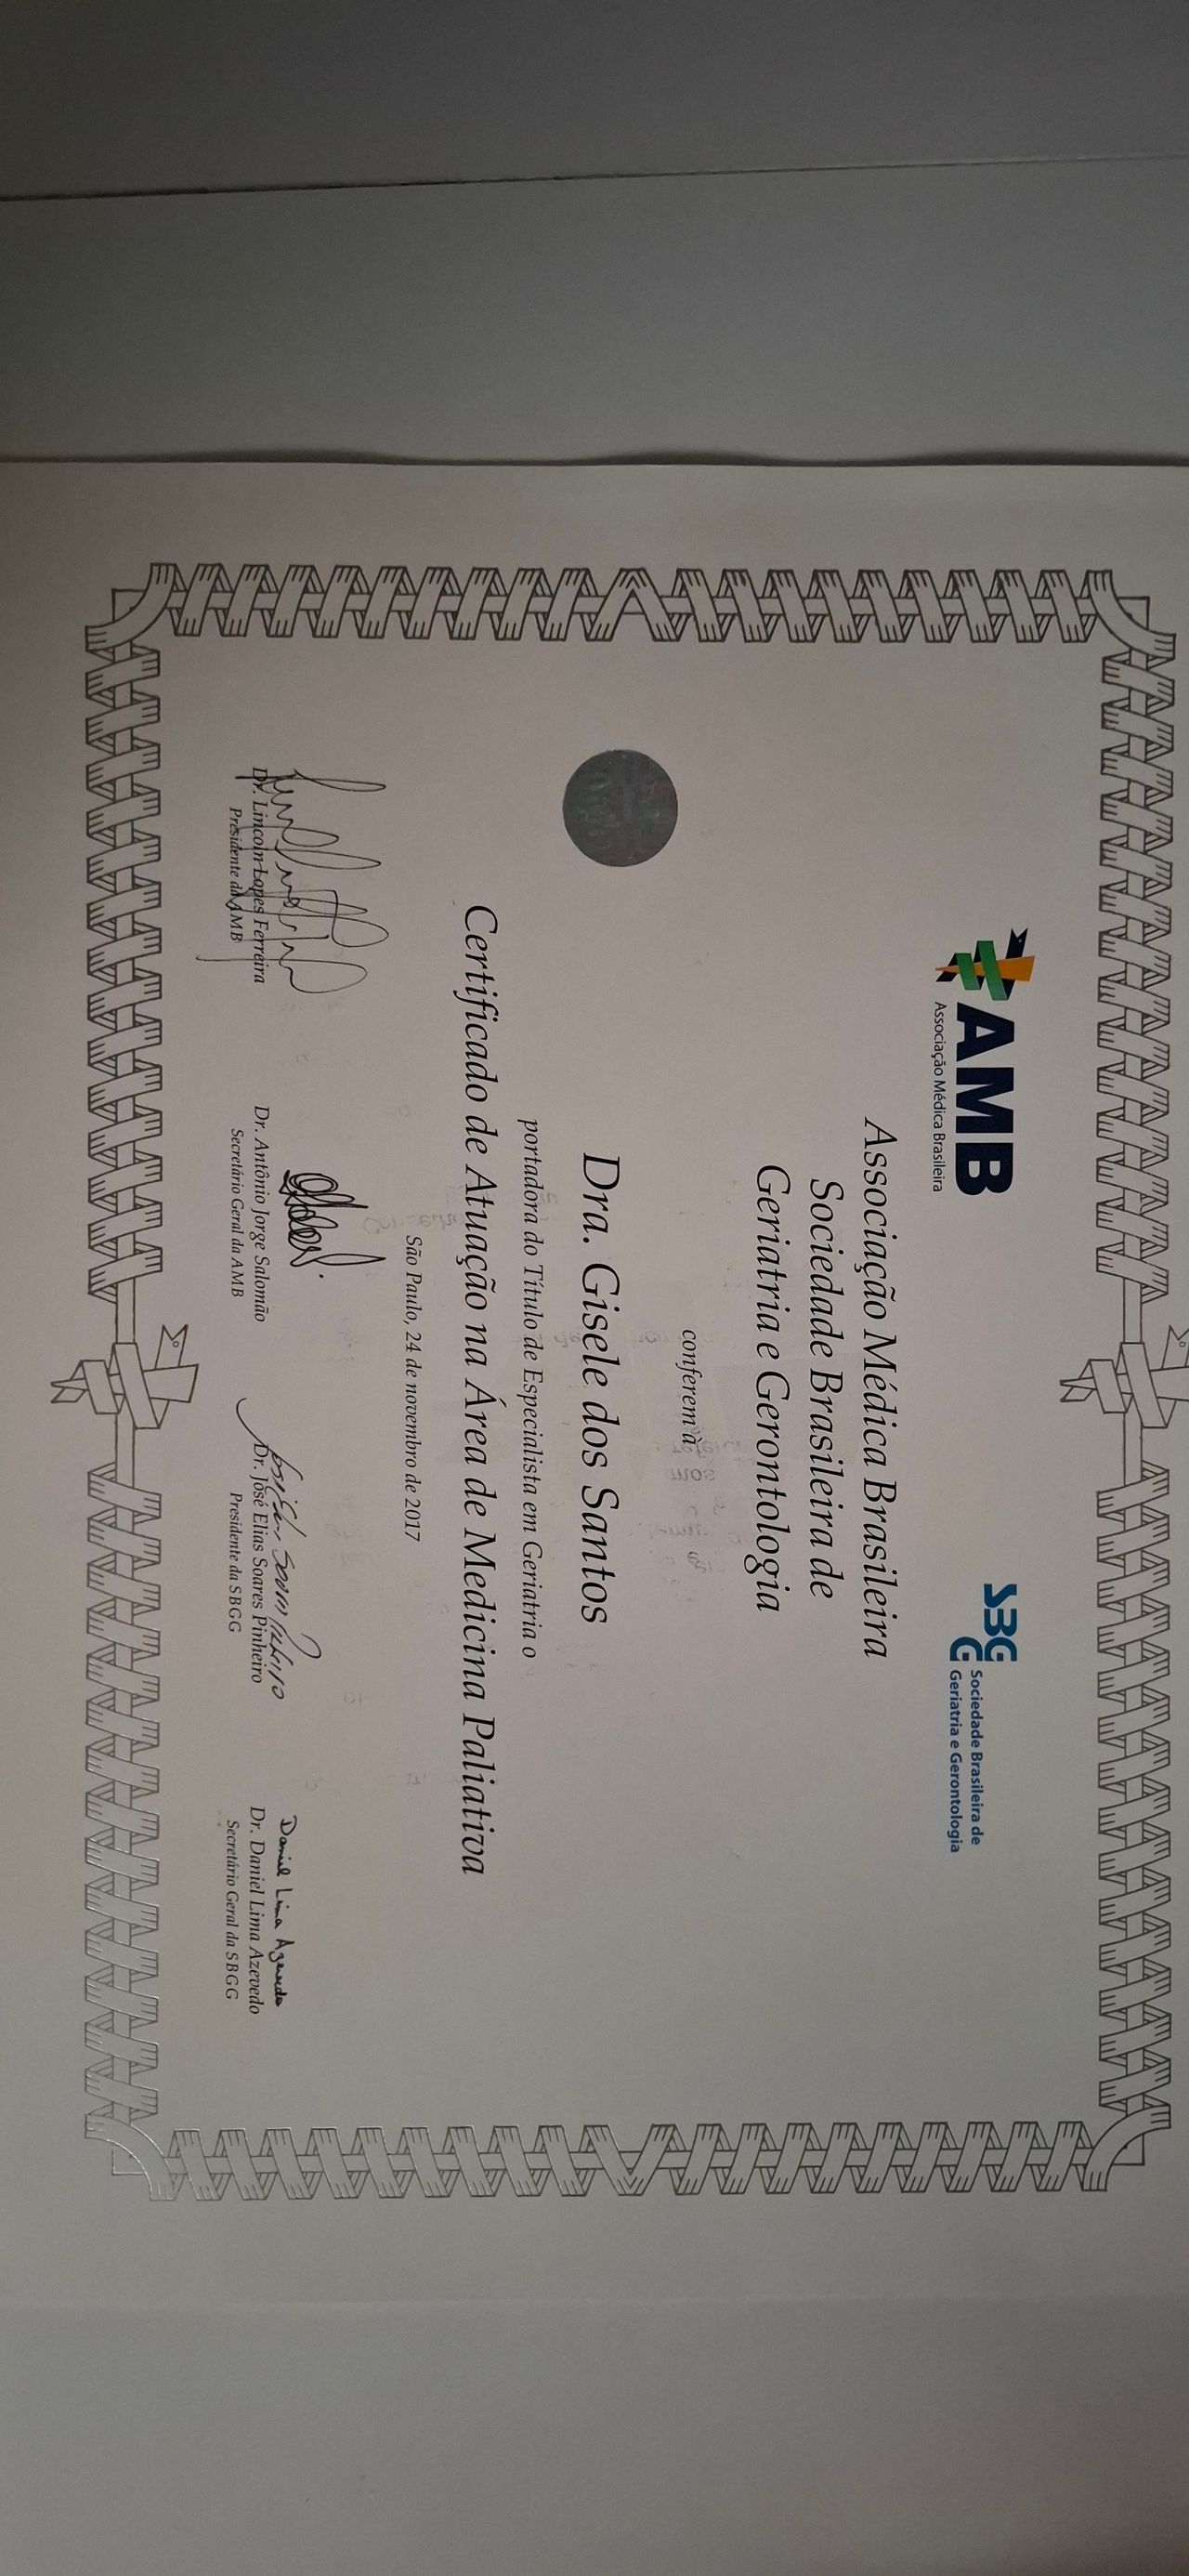 AMB
Associação Médica Brasileira
SBGG
Sociedade Brasileira de
Geriatria e Gerontologia
Associação Médica Brasileira
Sociedade Brasileira de
Geriatria e Gerontologia
conferem à
Dra. Gisele dos Santos
portadora do Título de Especialista em Geriatria o
Certificado de Atuação na Área de Medicina Paliativa
São Paulo, 24 de novembro de 2017
Dr. Lincoln Lopes Ferreira
Presidente da AMB
Dr. Antônio Jorge Salomão
Secretário Geral da AMB
Dr. José Elias Soares Pinheiro
Presidente da SBGG
Daniel Lima Azevedo
Dr. Daniel Lima Azevedo
Secretário Geral da SBGG